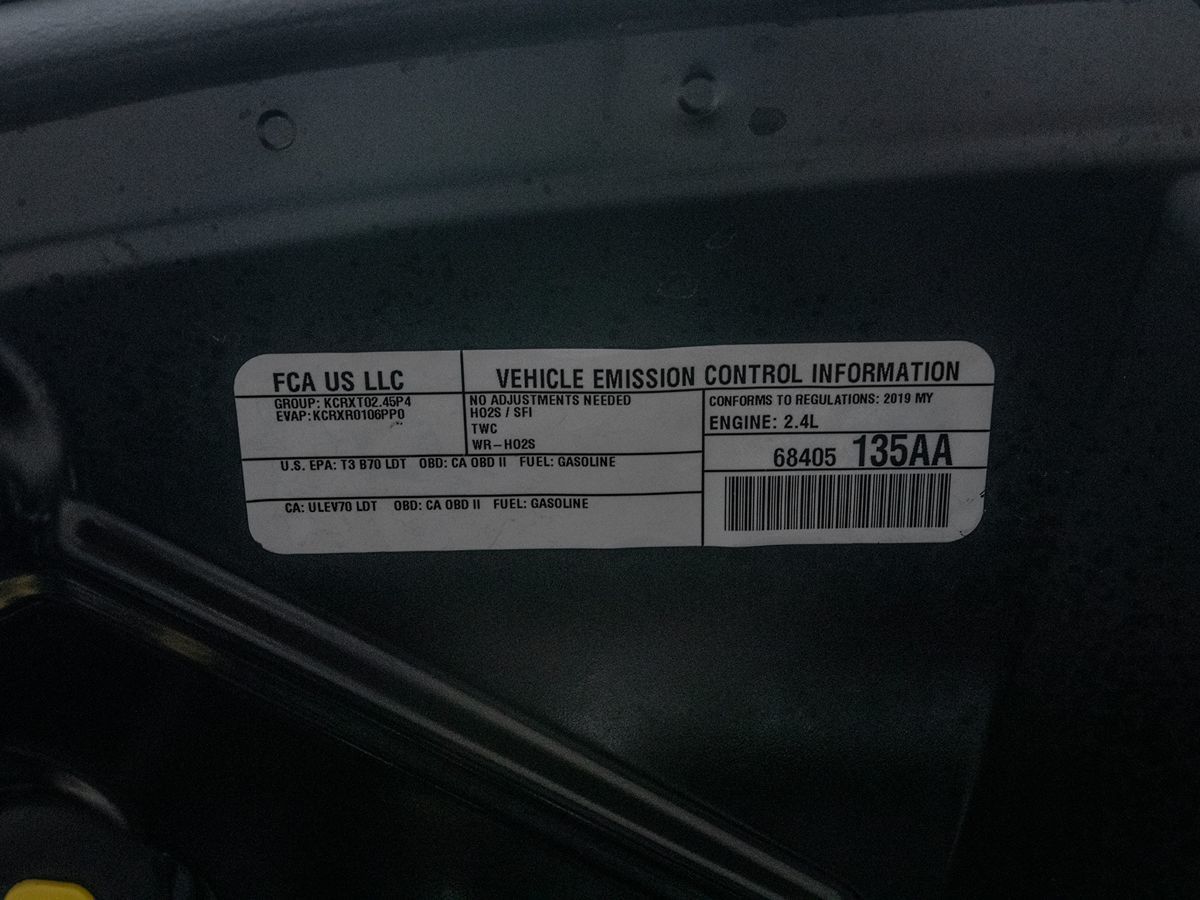 FCA US LLC
GROUP: KCRXT02.45P4
EVAP: KCRXR0106PP0
VEHICLE EMISSION CONTROL INFORMATION
NO ADJUSTMENTS NEEDED
HO2S / SFI
TWC
WR-HO2S
CONFORMS TO REGULATIONS: 2019 MY
ENGINE: 2.4L
68405 135AA
U.S. EPA: T3 B70 LDT OBD: CA OBD II FUEL: GASOLINE
CA: ULEV70 LDT OBD: CA OBD II FUEL: GASOLINE